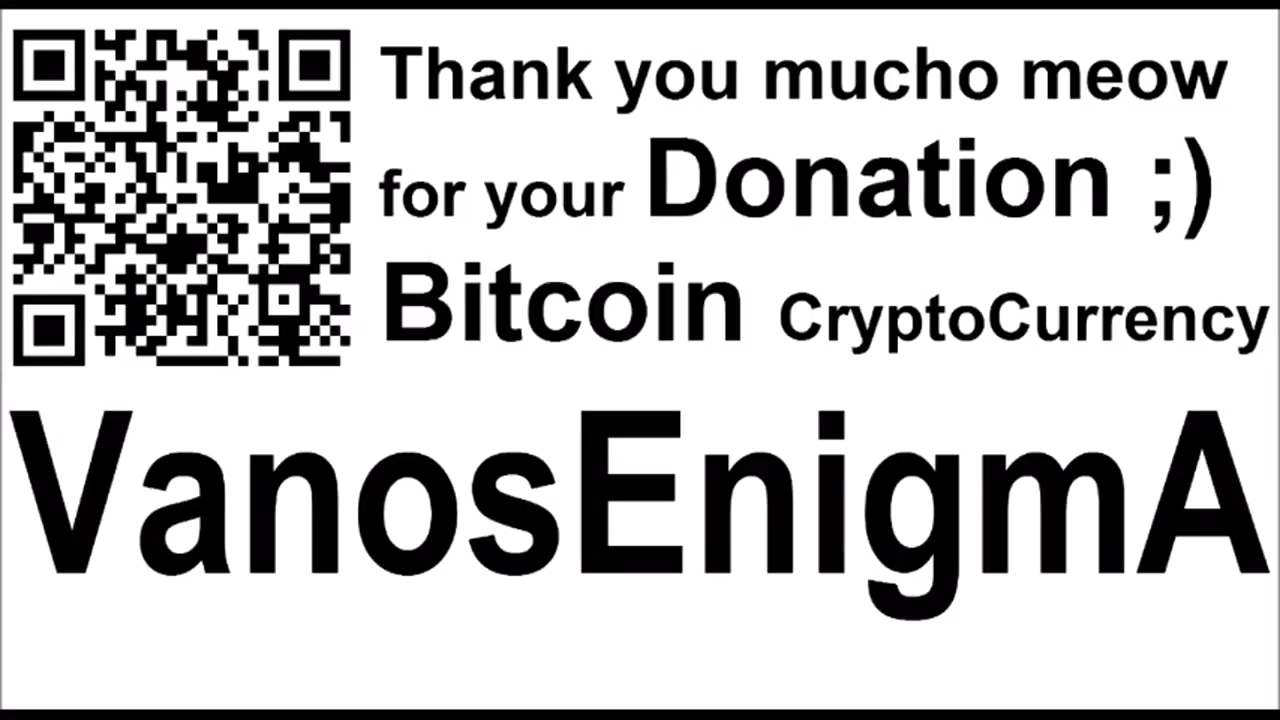 Thank you mucho meow
for your Donation ;)
Bitcoin CryptoCurrency
VanosEnigmA